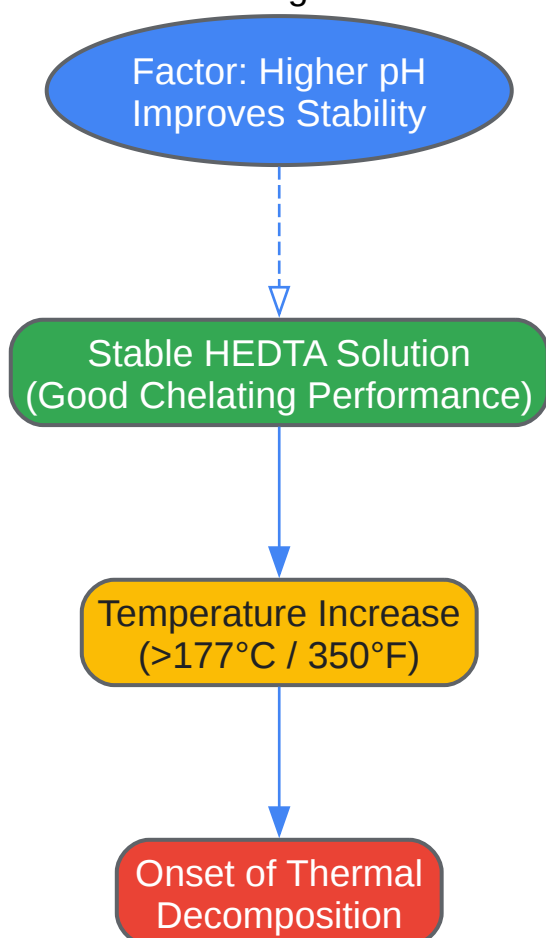 Factor: Higher pH
Improves Stability
Stable HEDTA Solution
(Good Chelating Performance)
Temperature Increase
(>177°C / 350°F)
Onset of Thermal
Decomposition